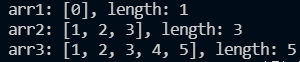 arr1: [0], length: 1
arr2: [1, 2, 3], length: 3
arr3: [1, 2, 3, 4, 5], length: 5